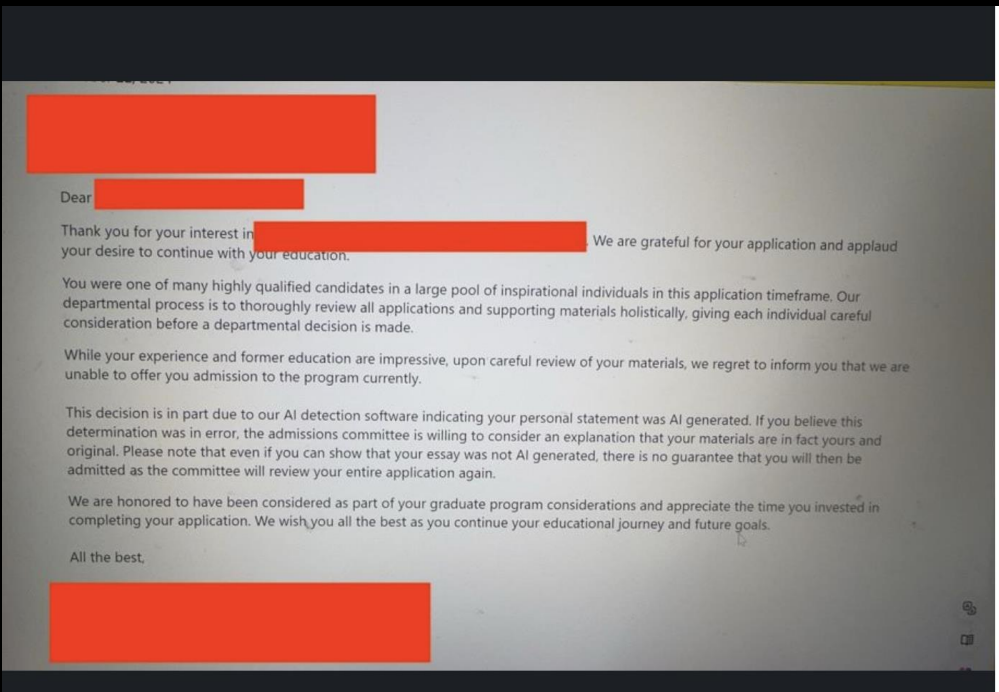 Dear
Thank you for your interest in
. We are grateful for your application and applaud
your desire to continue with your education.
You were one of many highly qualified candidates in a large pool of inspirational individuals in this application timeframe. Our
departmental process is to thoroughly review all applications and supporting materials holistically, giving each individual careful
consideration before a departmental decision is made.
While your experience and former education are impressive, upon careful review of your materials, we regret to inform you that we are
unable to offer you admission to the program currently.
This decision is in part due to our AI detection software indicating your personal statement was AI generated. If you believe this
determination was in error, the admissions committee is willing to consider an explanation that your materials are in fact yours and
original. Please note that even if you can show that your essay was not AI generated, there is no guarantee that you will then be
admitted as the committee will review your entire application again.
We are honored to have been considered as part of your graduate program considerations and appreciate the time you invested in
completing your application. We wish you all the best as you continue your educational journey and future goals.
All the best,